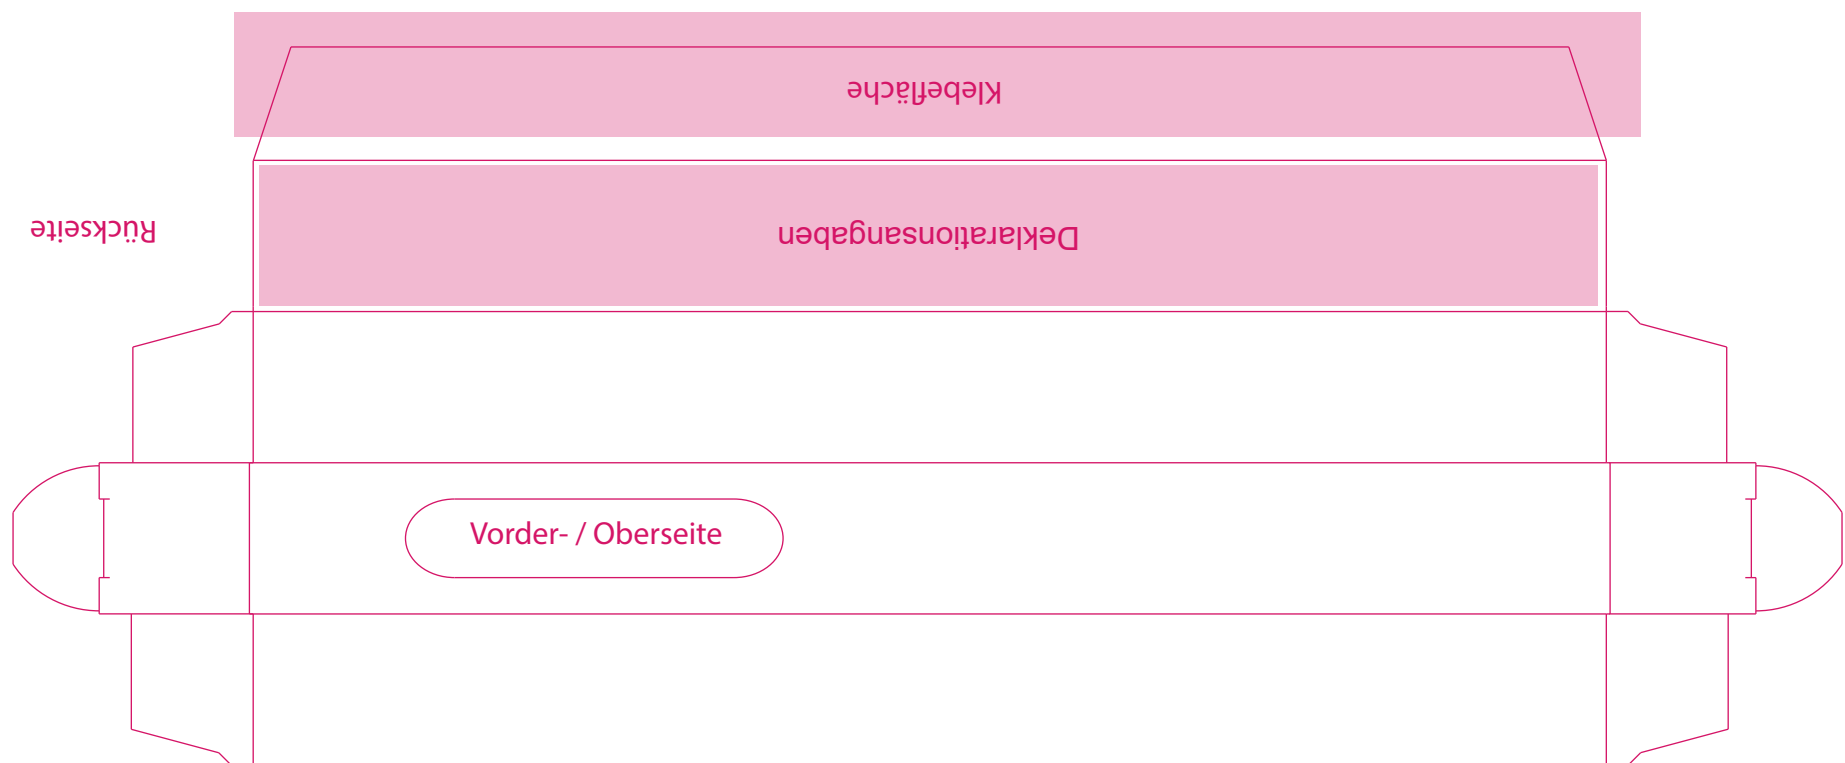 Klebefläche
Rückseite
Deklarationsangaben
Vorder- / Oberseite